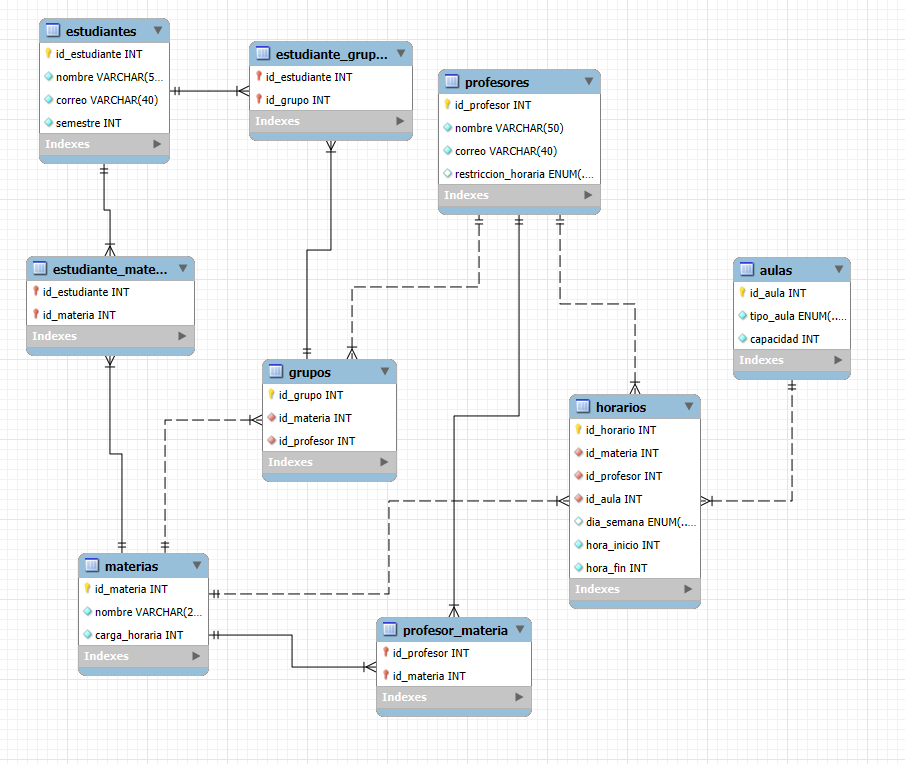 estudiantes
id_estudiante INT
nombre VARCHAR(5...
correo VARCHAR(40)
semestre INT
Indexes
estudiante_grup...
id_estudiante INT
id_grupo INT
Indexes
profesores
id_profesor INT
nombre VARCHAR(50)
correo VARCHAR(40)
restriccion_horaria ENUM(....
Indexes
estudiante_mate...
id_estudiante INT
id_materia INT
Indexes
aulas
id_aula INT
tipo_aula ENUM(....
capacidad INT
Indexes
grupos
id_grupo INT
id_materia INT
id_profesor INT
Indexes
horarios
id_horario INT
id_materia INT
id_profesor INT
id_aula INT
dia_semana ENUM(....
hora_inicio INT
hora_fin INT
Indexes
materias
id_materia INT
nombre VARCHAR(2...
carga_horaria INT
Indexes
profesor_materia
id_profesor INT
id_materia INT
Indexes